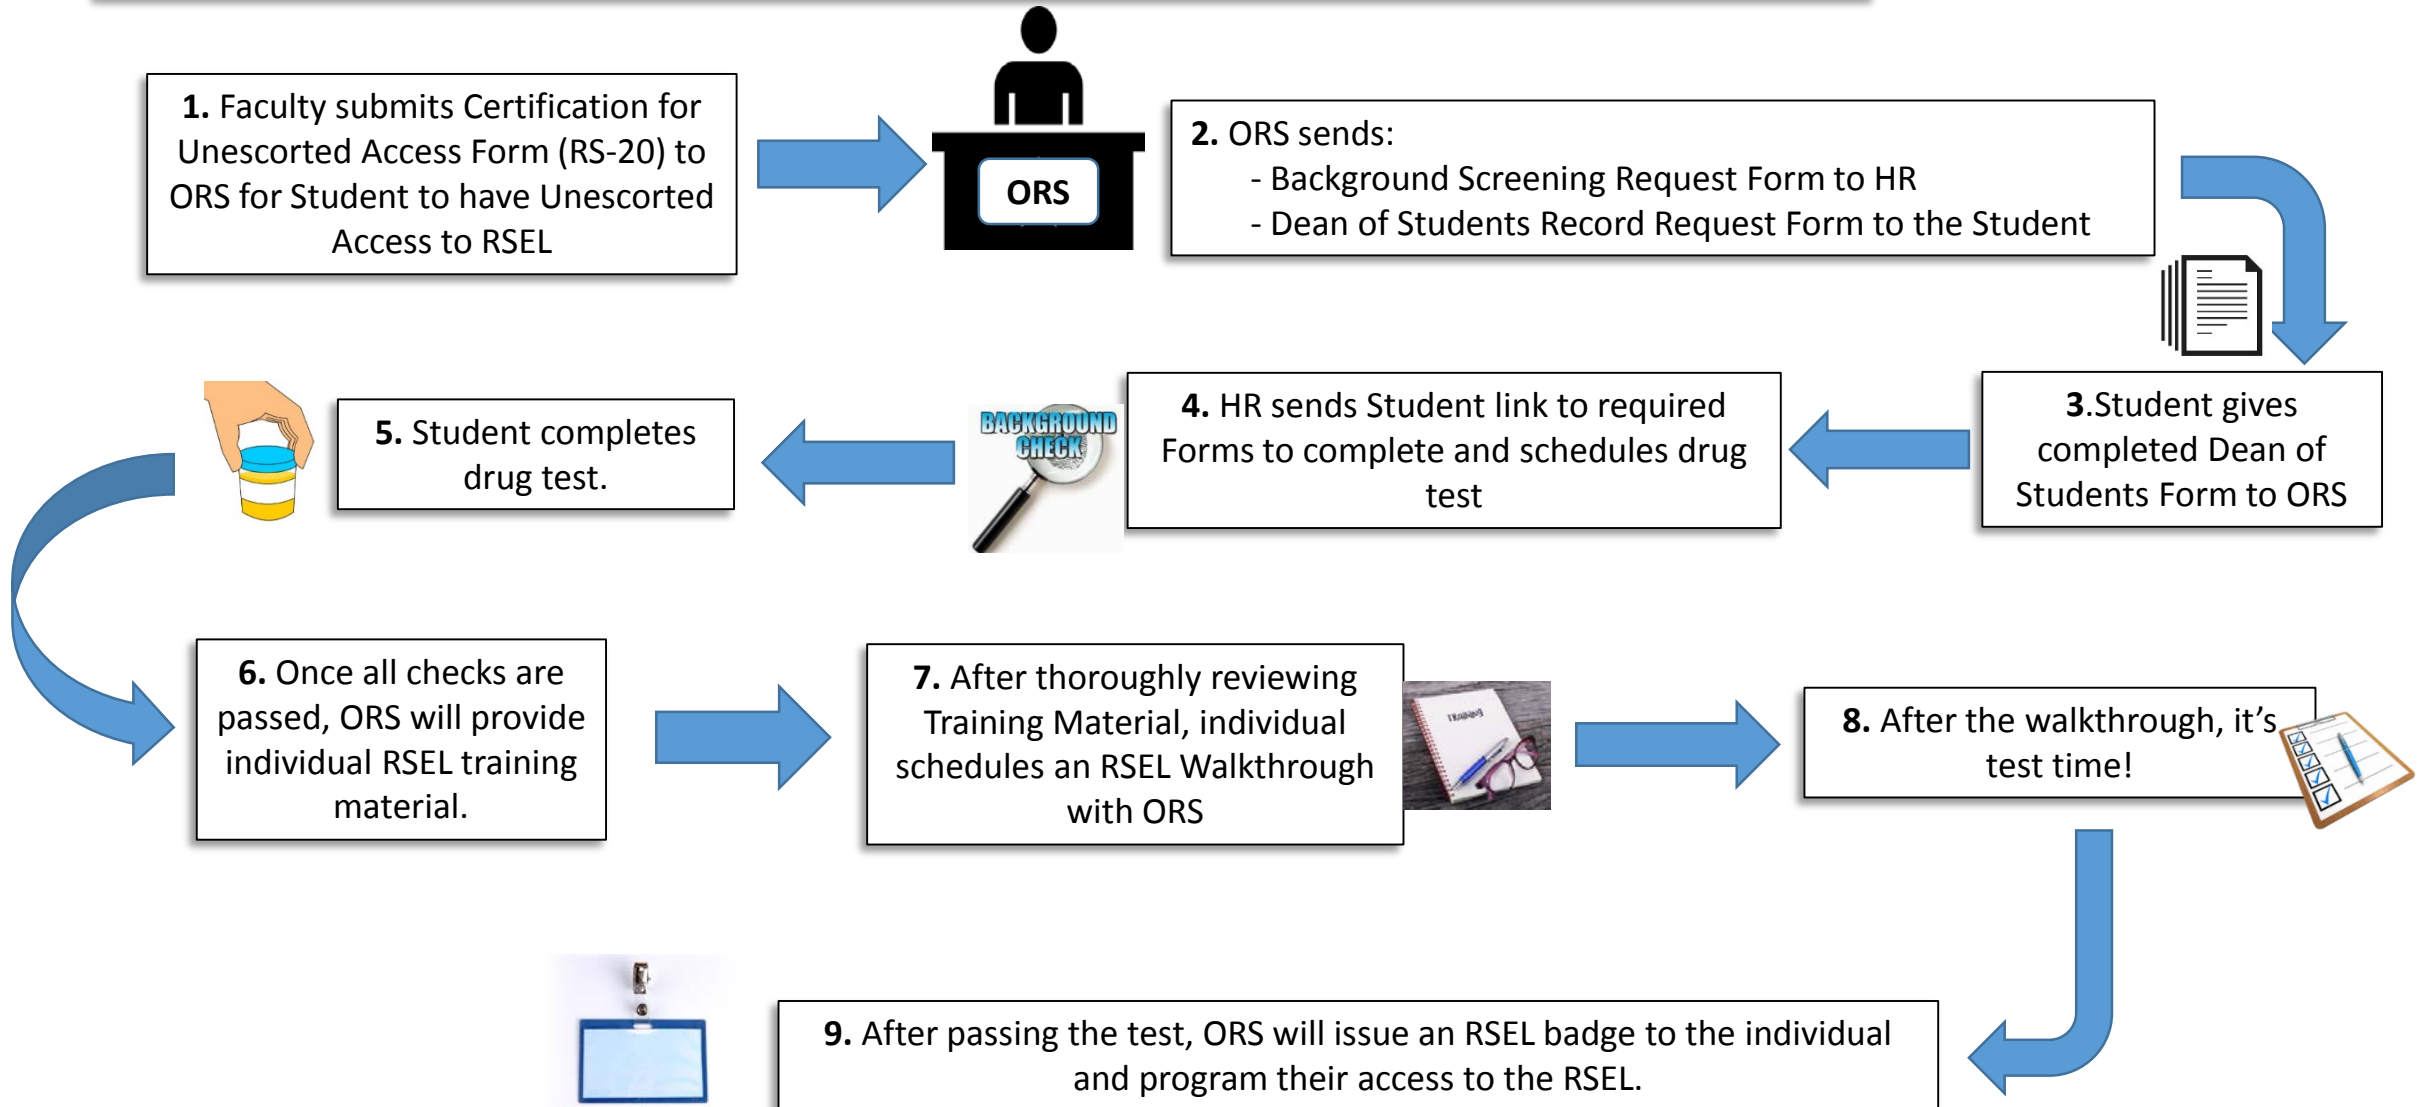 1. Faculty submits Certification for
Unescorted Access Form (RS-20) to
ORS for Student to have Unescorted
Access to RSEL
ORS
2. ORS sends:
- Background Screening Request Form to HR
- Dean of Students Record Request Form to the Student
3.Student gives
completed Dean of
Students Form to ORS
4. HR sends Student link to required
Forms to complete and schedules drug
test
BACKGROUND
CHECK
5. Student completes
drug test.
6. Once all checks are
passed, ORS will provide
individual RSEL training
material.
7. After thoroughly reviewing
Training Material, individual
schedules an RSEL Walkthrough
with ORS
TRAINING
8. After the walkthrough, it’s
test time!
9. After passing the test, ORS will issue an RSEL badge to the individual
and program their access to the RSEL.